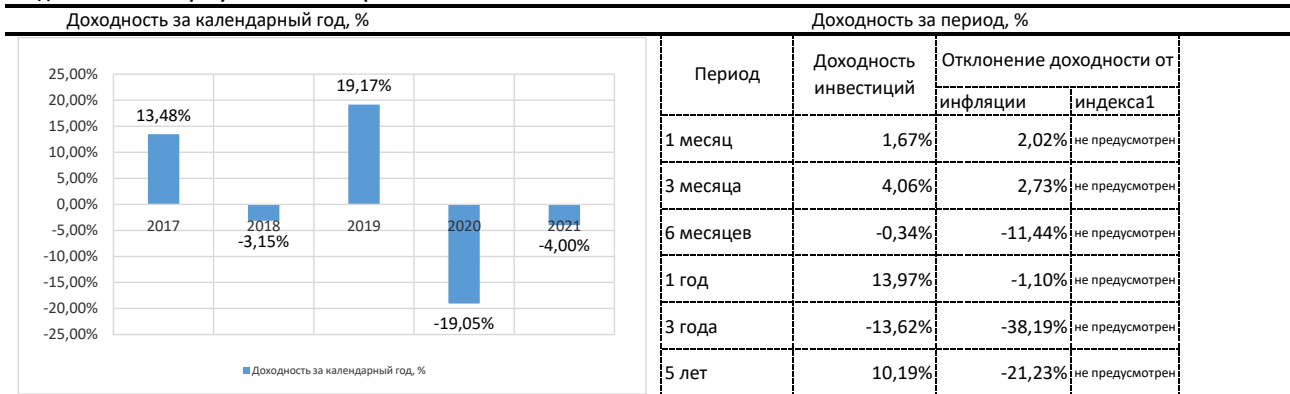 Доходность за календарный год, %
Доходность за период, %
25,00%
20,00%
15,00%
10,00%
5,00%
0,00%
-5,00%
-10,00%
-15,00%
-20,00%
-25,00%
13,48%
-3,15%
19,17%
-19,05%
-4,00%
2017 2018 2019 2020 2021
Доходность за календарный год, %
Период Доходность инвестиций Отклонение доходности от
инфляции индекса1
1 месяц 1,67% 2,02% не предусмотрен
3 месяца 4,06% 2,73% не предусмотрен
6 месяцев -0,34% -11,44% не предусмотрен
1 год 13,97% -1,10% не предусмотрен
3 года -13,62% -38,19% не предусмотрен
5 лет 10,19% -21,23% не предусмотрен